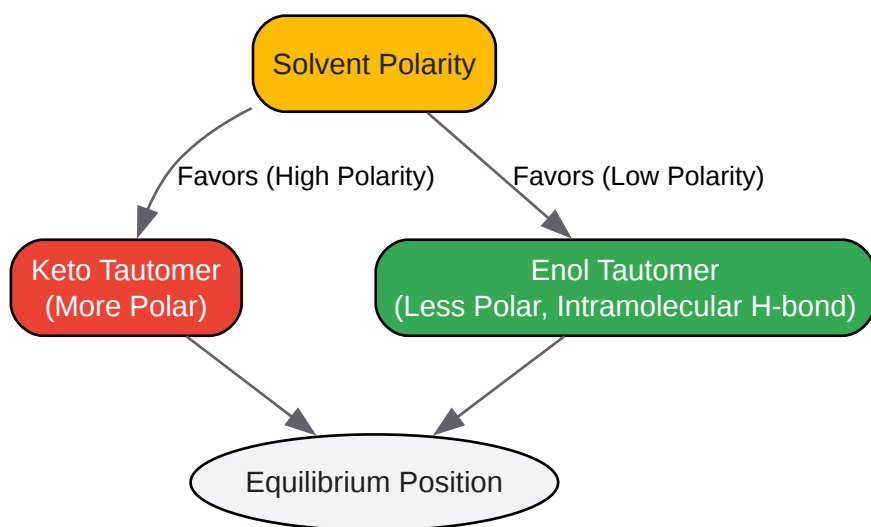 Solvent Polarity
Favors (High Polarity)
Favors (Low Polarity)
Keto Tautomer
(More Polar)
Enol Tautomer
(Less Polar, Intramolecular H-bond)
Equilibrium Position